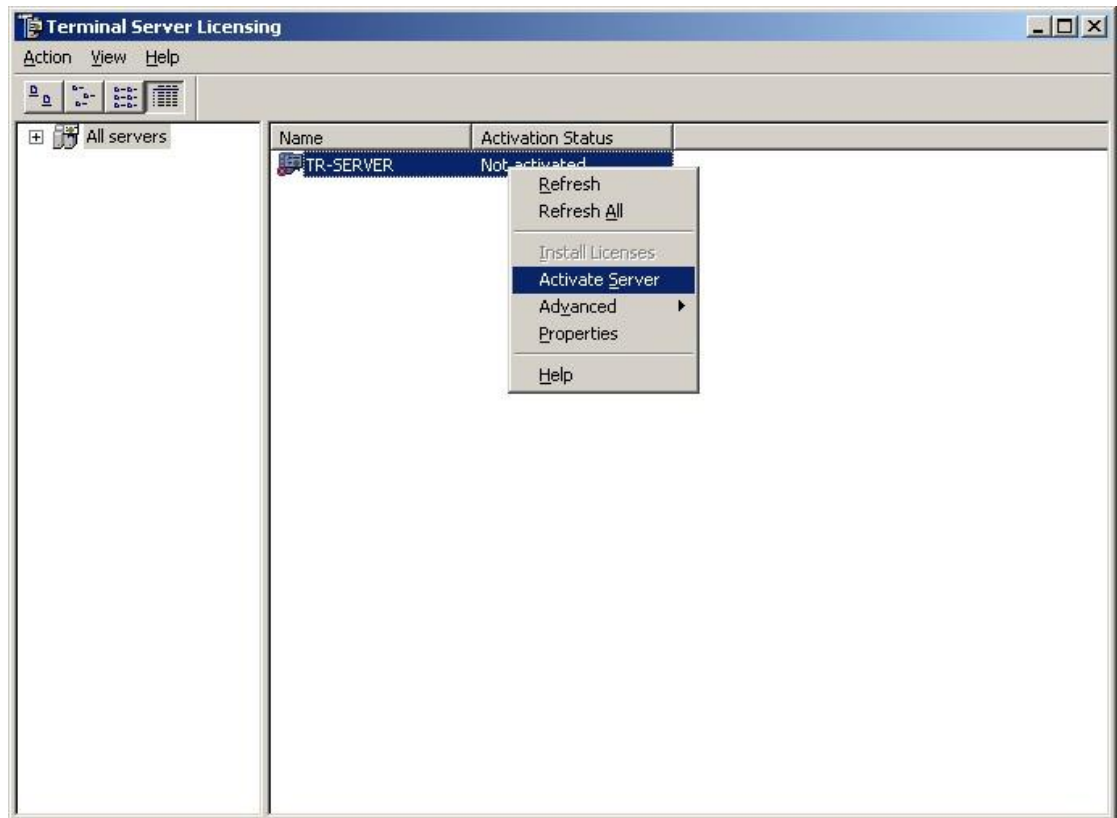 Terminal Server Licensing
Action View Help
All servers
Name Activation Status
TR-SERVER Not activated
Refresh
Refresh All
Install Licenses
Activate Server
Advanced
Properties
Help